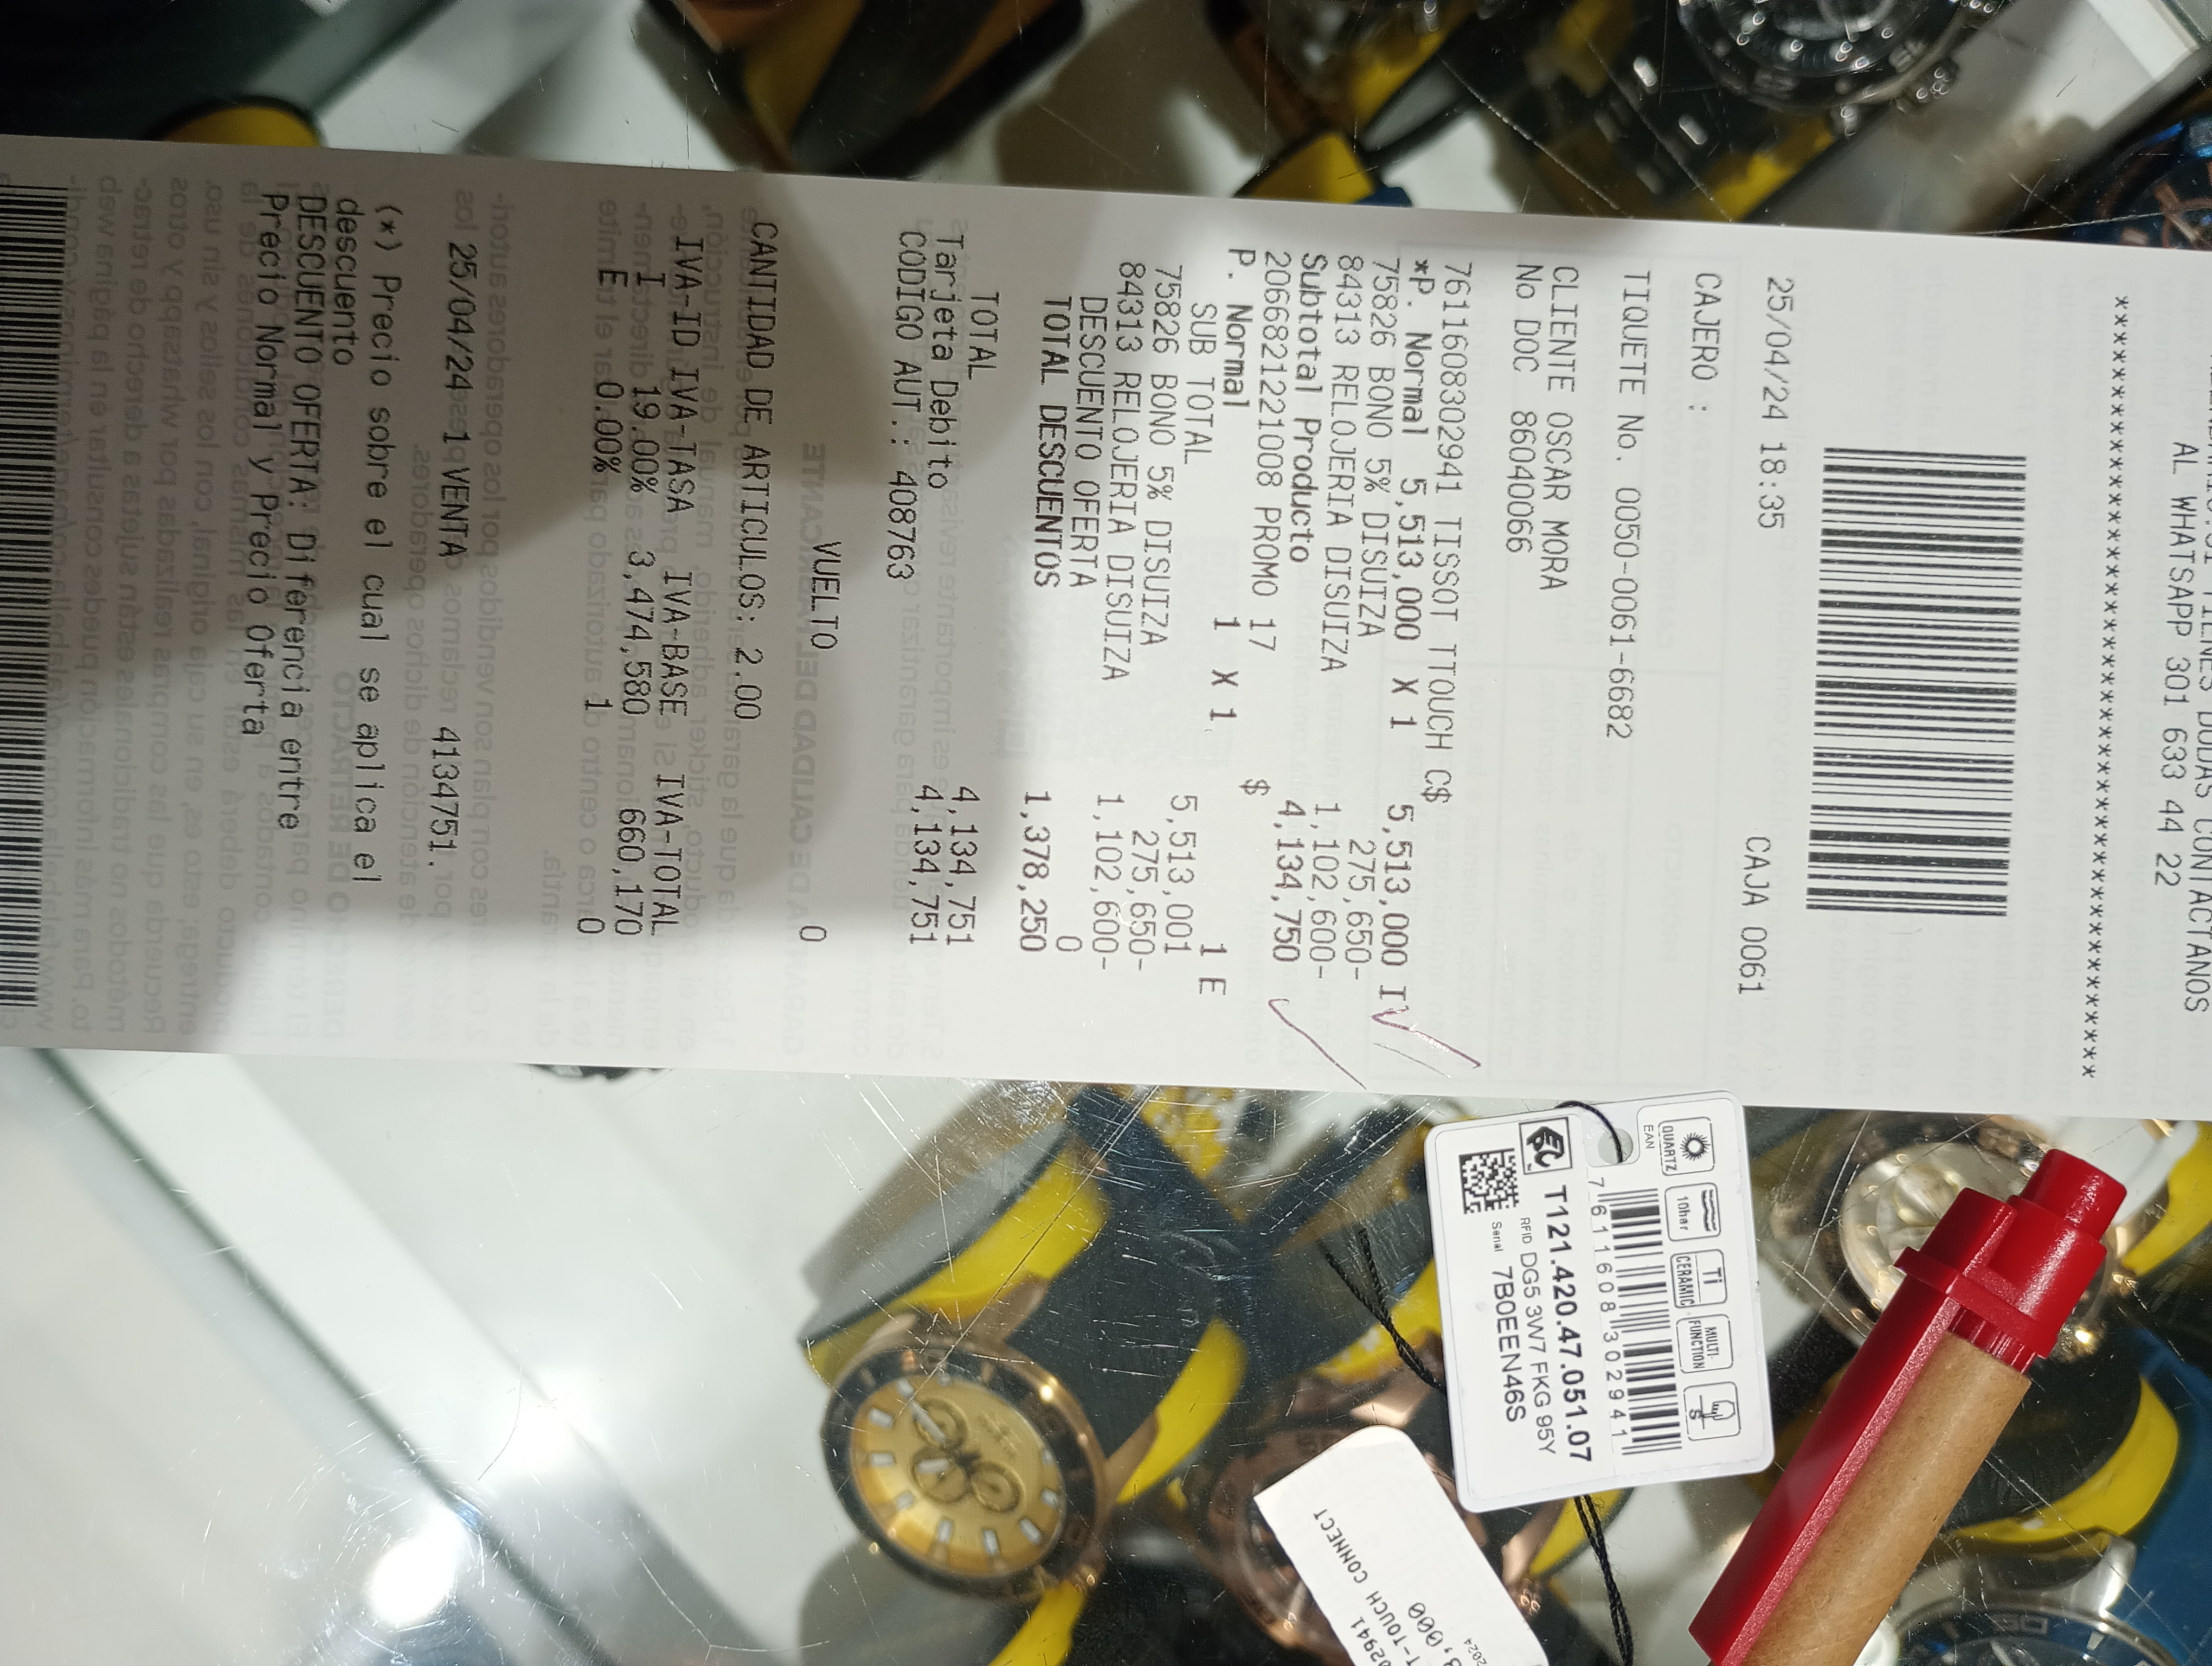 AL WHATSAPP 301 633 44 22
25/04/24 18:35 CAJA 0061
CAJERO :
TIQUETE No. 0050-0061-6682
CLIENTE OSCAR MORA
No DOC 86040066
7611608302941 TISSOT TTOUCH C$
*P. Normal 5,513,000 X 1 5,513,000 I
75826 BONO 5% DISUIZA 275,650-
84313 RELOJERIA DISUIZA 1,102,600-
Subtotal Producto 4,134,750
2066821221008 PROMO 17 $
P. Normal 1 X 1 1 E
SUB TOTAL 5,513,001
75826 BONO 5% DISUIZA 275,650-
84313 RELOJERIA DISUIZA 1,102,600-
DESCUENTO OFERTA 0
TOTAL DESCUENTOS 1,378,250
TOTAL 4,134,751
Tarjeta Debito 4,134,751
CODIGO AUT.: 408763
VUELTO 0
CANTIDAD DE ARTICULOS: 2.00
IVA-ID IVA-TASA IVA-BASE IVA-TOTAL
I 19.00% 3,474,580 660,170
E 0.00% 1 0
25/04/24 1 VENTA 4134751.
(*) Precio sobre el cual se aplica el
descuento
DESCUENTO OFERTA: Diferencia entre
Precio Normal y Precio Oferta
QUARTZ
10bar
Ti
CERAMIC
MULTI-
FUNCTION
S
EAN
7 611608 302941
T121.420.47.051.07
RFID DG5 3W7 FKG 95Y
Serial 7B0EEN46S
02941
T-TOUCH CONNECT
2024